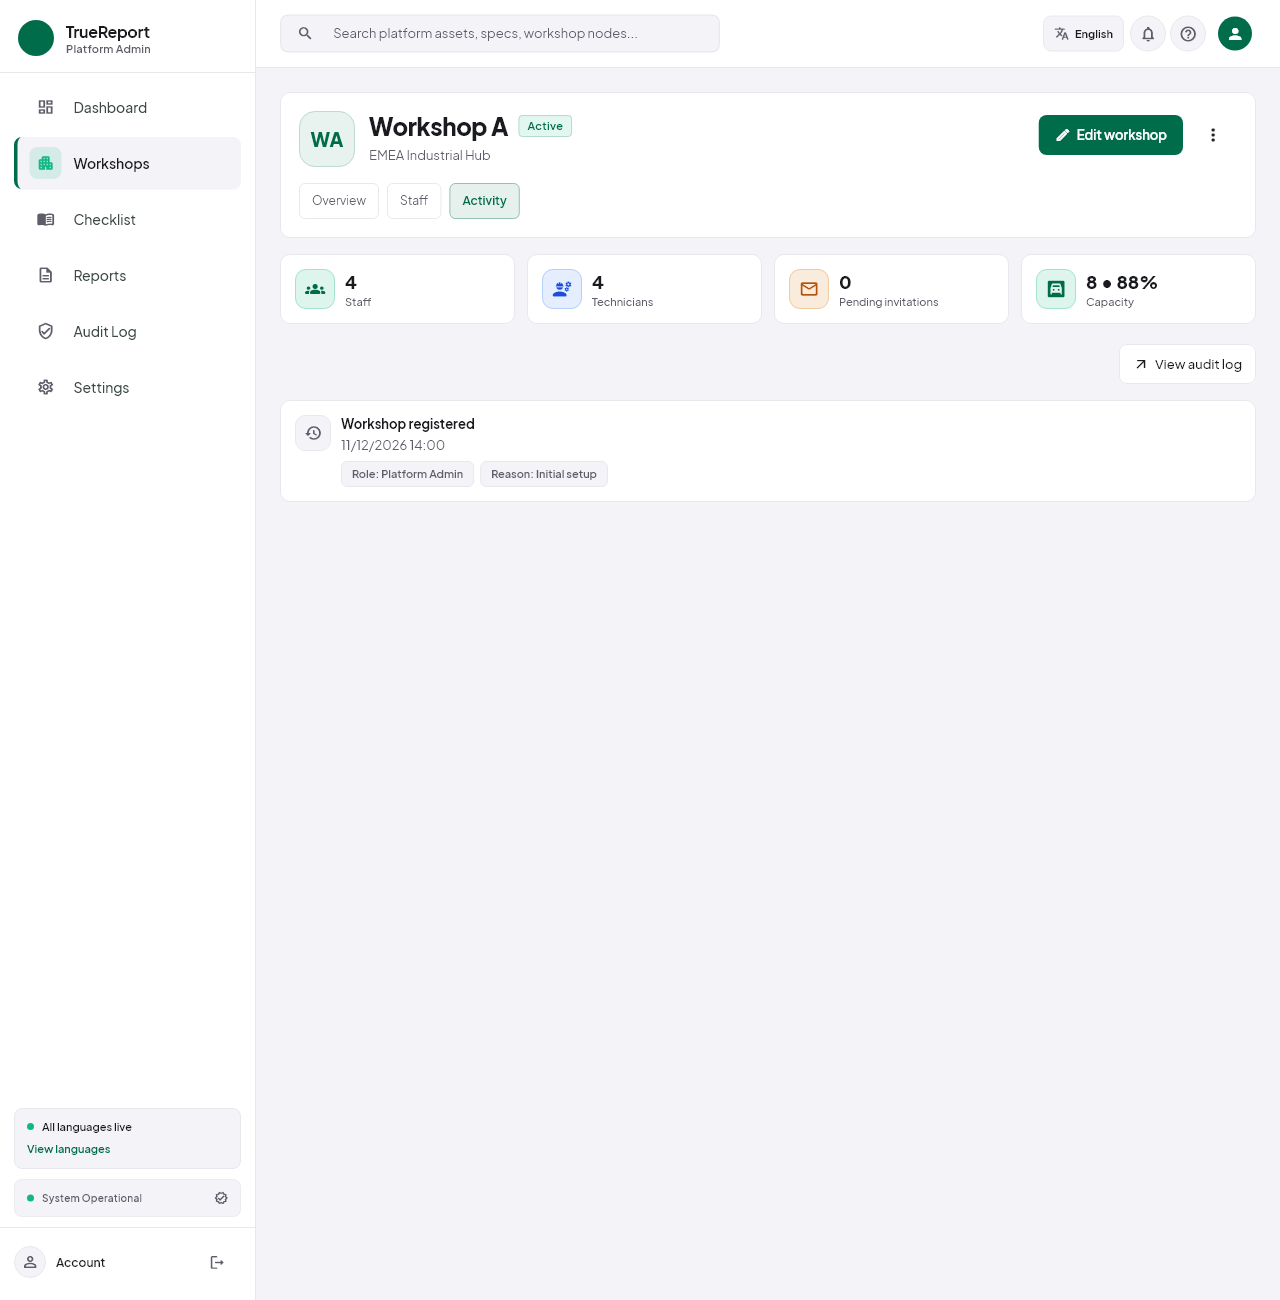 TrueReport
Platform Admin
Search platform assets, specs, workshop nodes...
English
Dashboard
Workshops
Checklist
Reports
Audit Log
Settings
WA
Workshop A
Active
EMEA Industrial Hub
Edit workshop
Overview
Staff
Activity
4
Staff
4
Technicians
0
Pending invitations
8 • 88%
Capacity
View audit log
Workshop registered
11/12/2026 14:00
Role: Platform Admin
Reason: Initial setup
All languages live
View languages
System Operational
Account